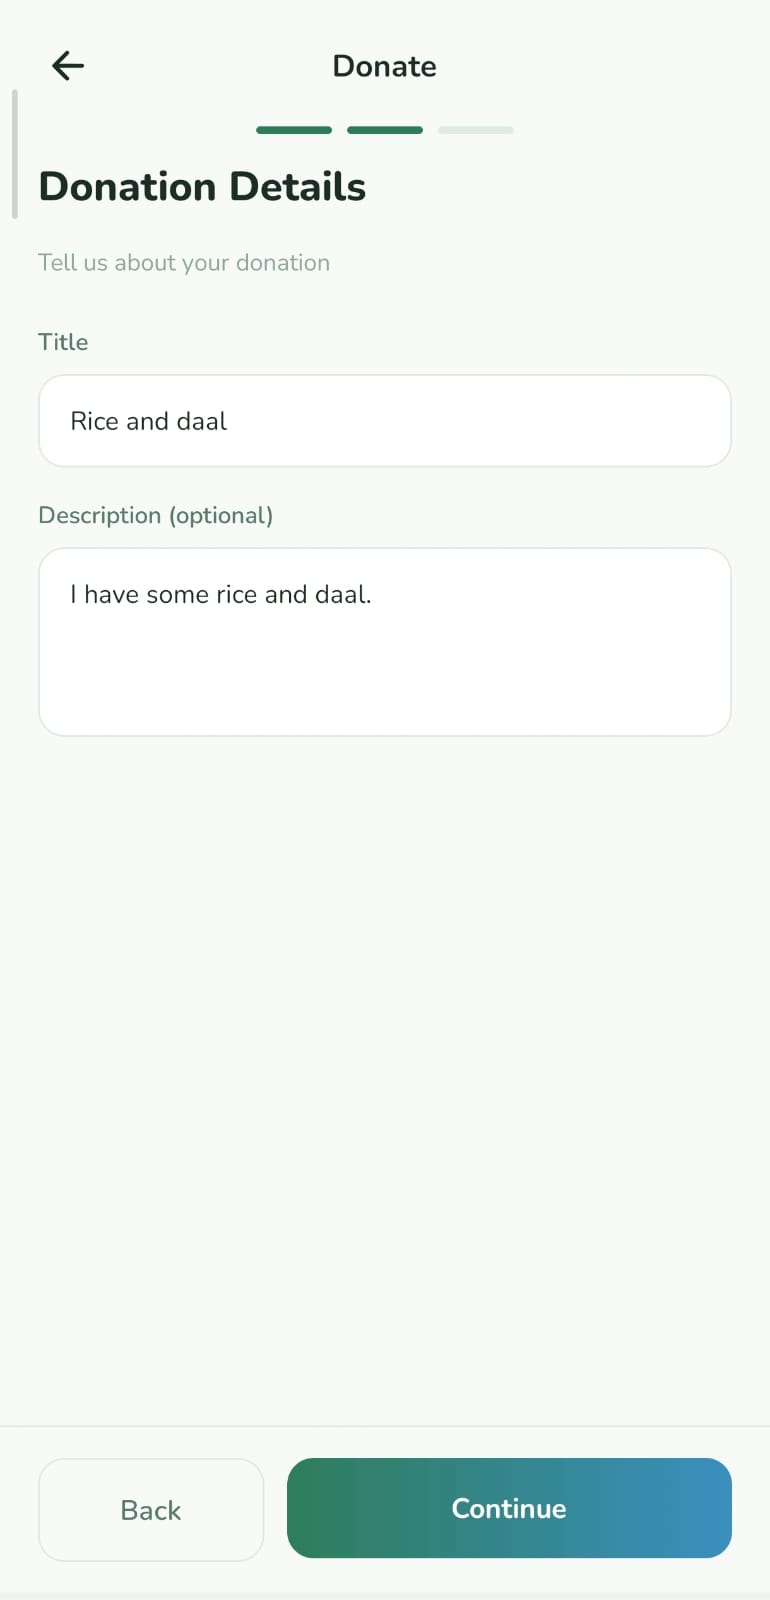 Donate
Donation Details
Tell us about your donation
Title
Rice and daal
Description (optional)
I have some rice and daal.
Back
Continue